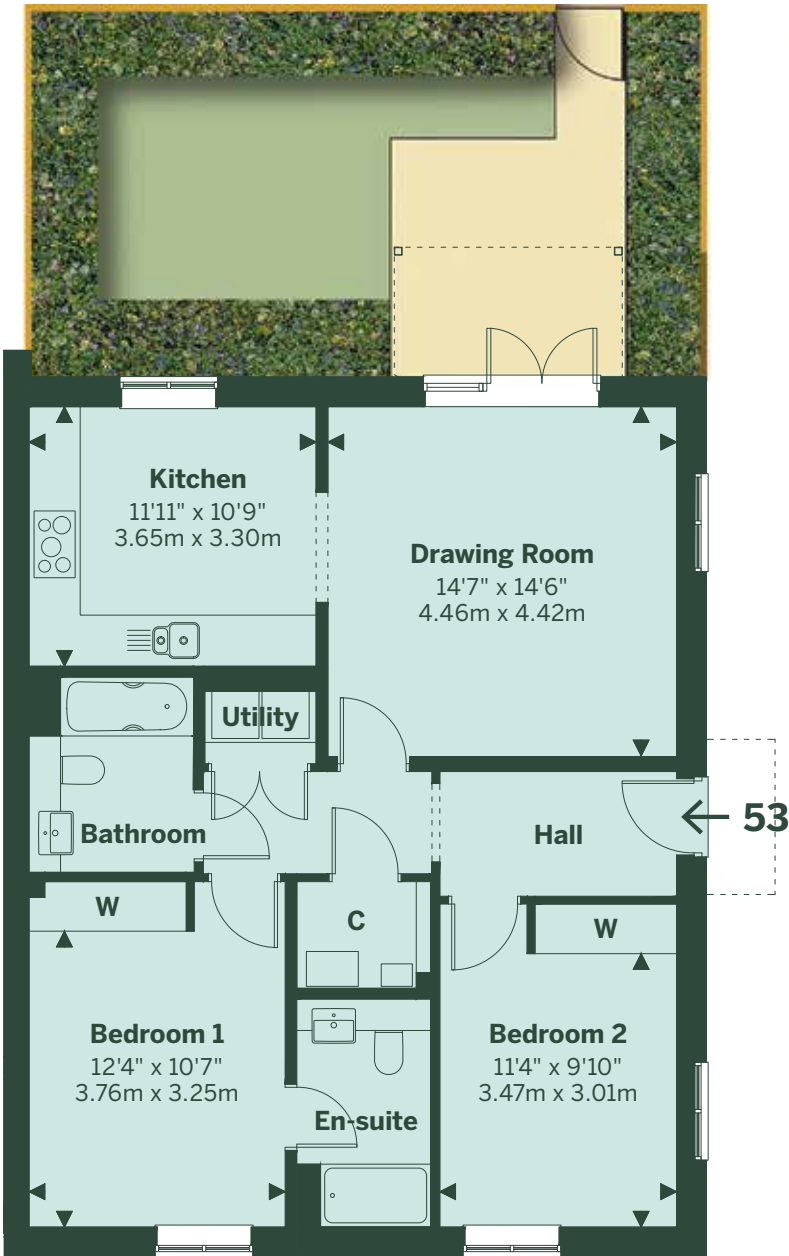 Kitchen
11'11" x 10'9"
3.65m x 3.30m
Drawing Room
14'7" x 14'6"
4.46m x 4.42m
Utility
Bathroom
Hall
53
W
C
W
Bedroom 1
12'4" x 10'7"
3.76m x 3.25m
Bedroom 2
11'4" x 9'10"
3.47m x 3.01m
En-suite